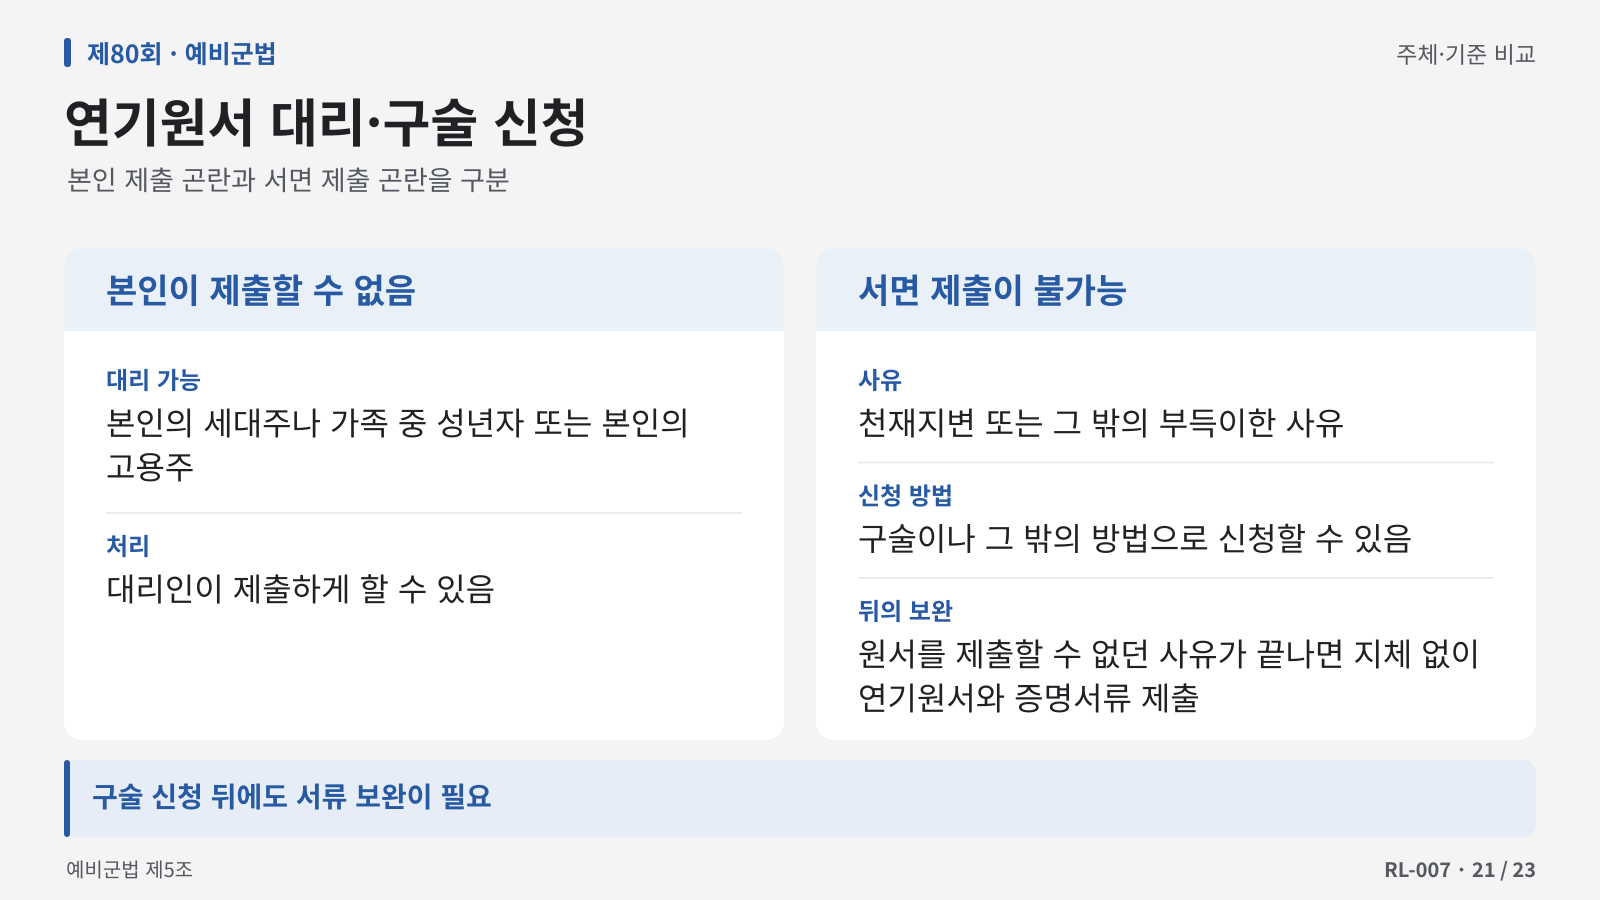 제80회 · 예비군법
주체·기준 비교
연기원서 대리·구술 신청
본인 제출 곤란과 서면 제출 곤란을 구분
본인이 제출할 수 없음
대리 가능
본인의 세대주나 가족 중 성년자 또는 본인의
고용주
처리
대리인이 제출하게 할 수 있음
서면 제출이 불가능
사유
천재지변 또는 그 밖의 부득이한 사유
신청 방법
구술이나 그 밖의 방법으로 신청할 수 있음
뒤의 보완
원서를 제출할 수 없던 사유가 끝나면 지체 없이
연기원서와 증명서류 제출
구술 신청 뒤에도 서류 보완이 필요
예비군법 제5조
RL-007 · 21 / 23